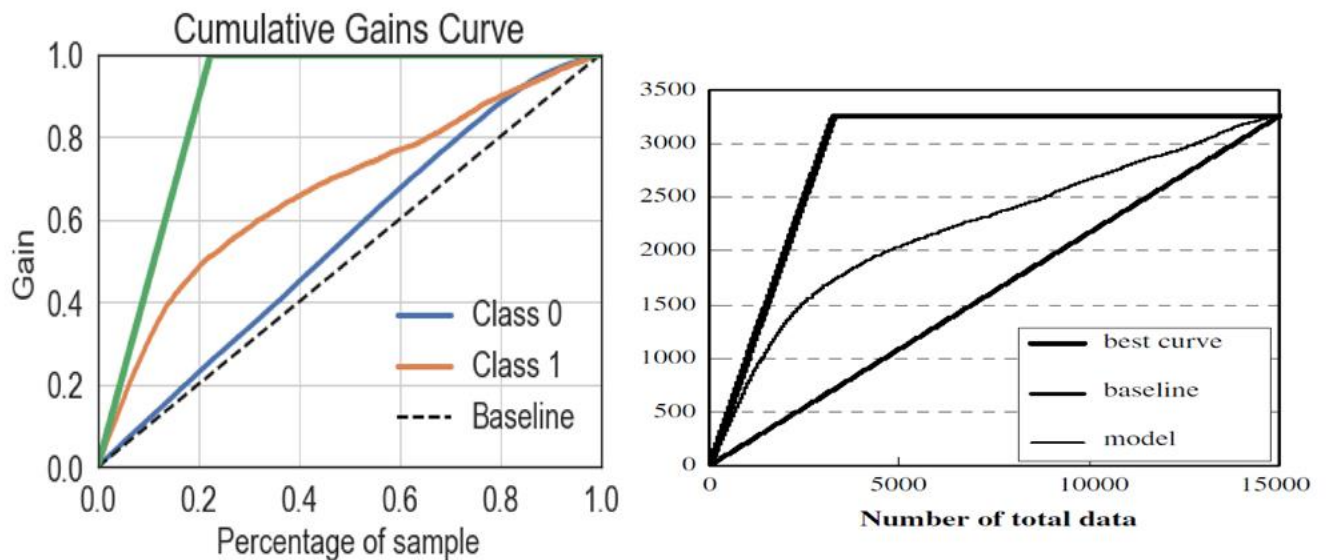 Cumulative Gains Curve
1.0
0.8
0.6
0.4
0.2
0.0
Gain
Class 0
Class 1
Baseline
0.0 0.2 0.4 0.6 0.8 1.0
Percentage of sample
3500
3000
2500
2000
1500
1000
500
0
best curve
baseline
model
0 5000 10000 15000
Number of total data